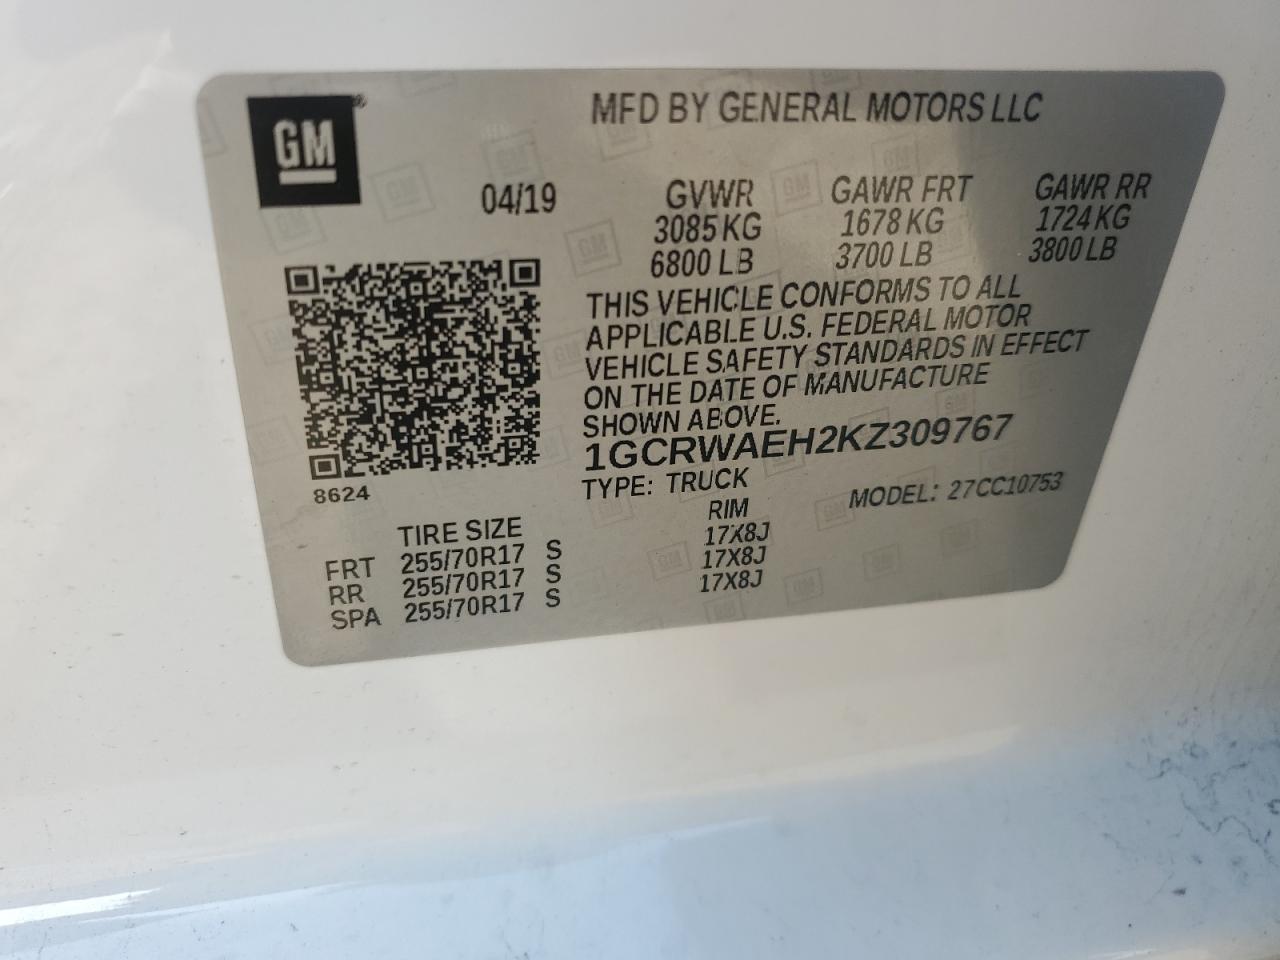 GM®
MFD BY GENERAL MOTORS LLC
04/19
GVWR GAWR FRT GAWR RR
3085 KG 1678 KG 1724 KG
6800 LB 3700 LB 3800 LB
THIS VEHICLE CONFORMS TO ALL
APPLICABLE U.S. FEDERAL MOTOR
VEHICLE SAFETY STANDARDS IN EFFECT
ON THE DATE OF MANUFACTURE
SHOWN ABOVE.
1GCRWAEH2KZ309767
TYPE: TRUCK MODEL: 27CC10753
8624
TIRE SIZE RIM
FRT 255/70R17 S 17X8J
RR 255/70R17 S 17X8J
SPA 255/70R17 S 17X8J